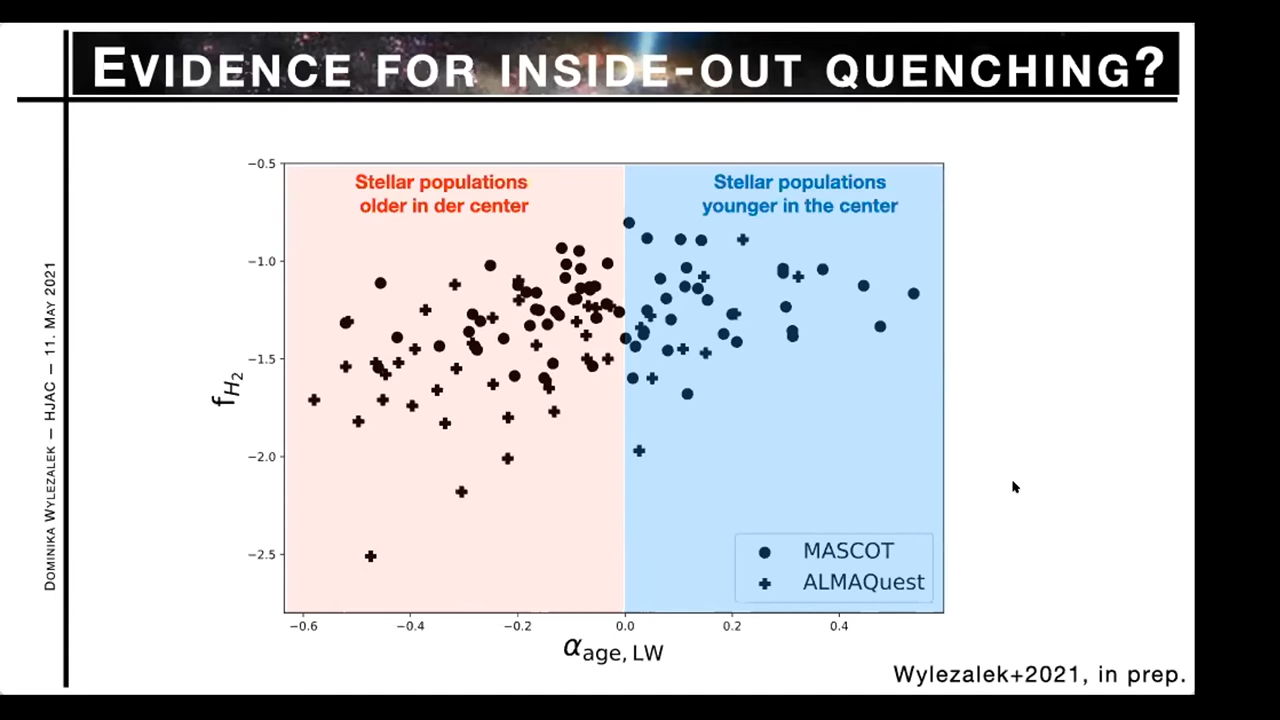 EVIDENCE FOR INSIDE-OUT QUENCHING?
DOMINIKA WYLEZALEK — HJAC — 11. MAY 2021
Stellar populations
older in der center
Stellar populations
younger in the center
−0.5
−1.0
−1.5
−2.0
−2.5
f_H2
−0.6 −0.4 −0.2 0.0 0.2 0.4
α_age, LW
MASCOT
ALMAQuest
Wylezalek+2021, in prep.